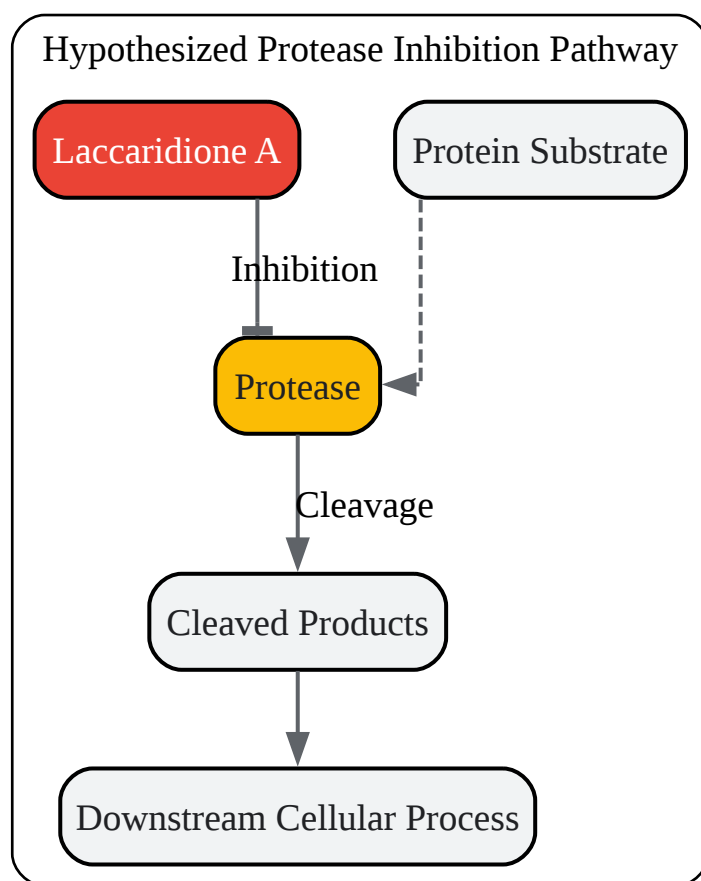 Hypothesized Protease Inhibition Pathway
Laccaridione A
Protein Substrate
Inhibition
Protease
Cleavage
Cleaved Products
Downstream Cellular Process